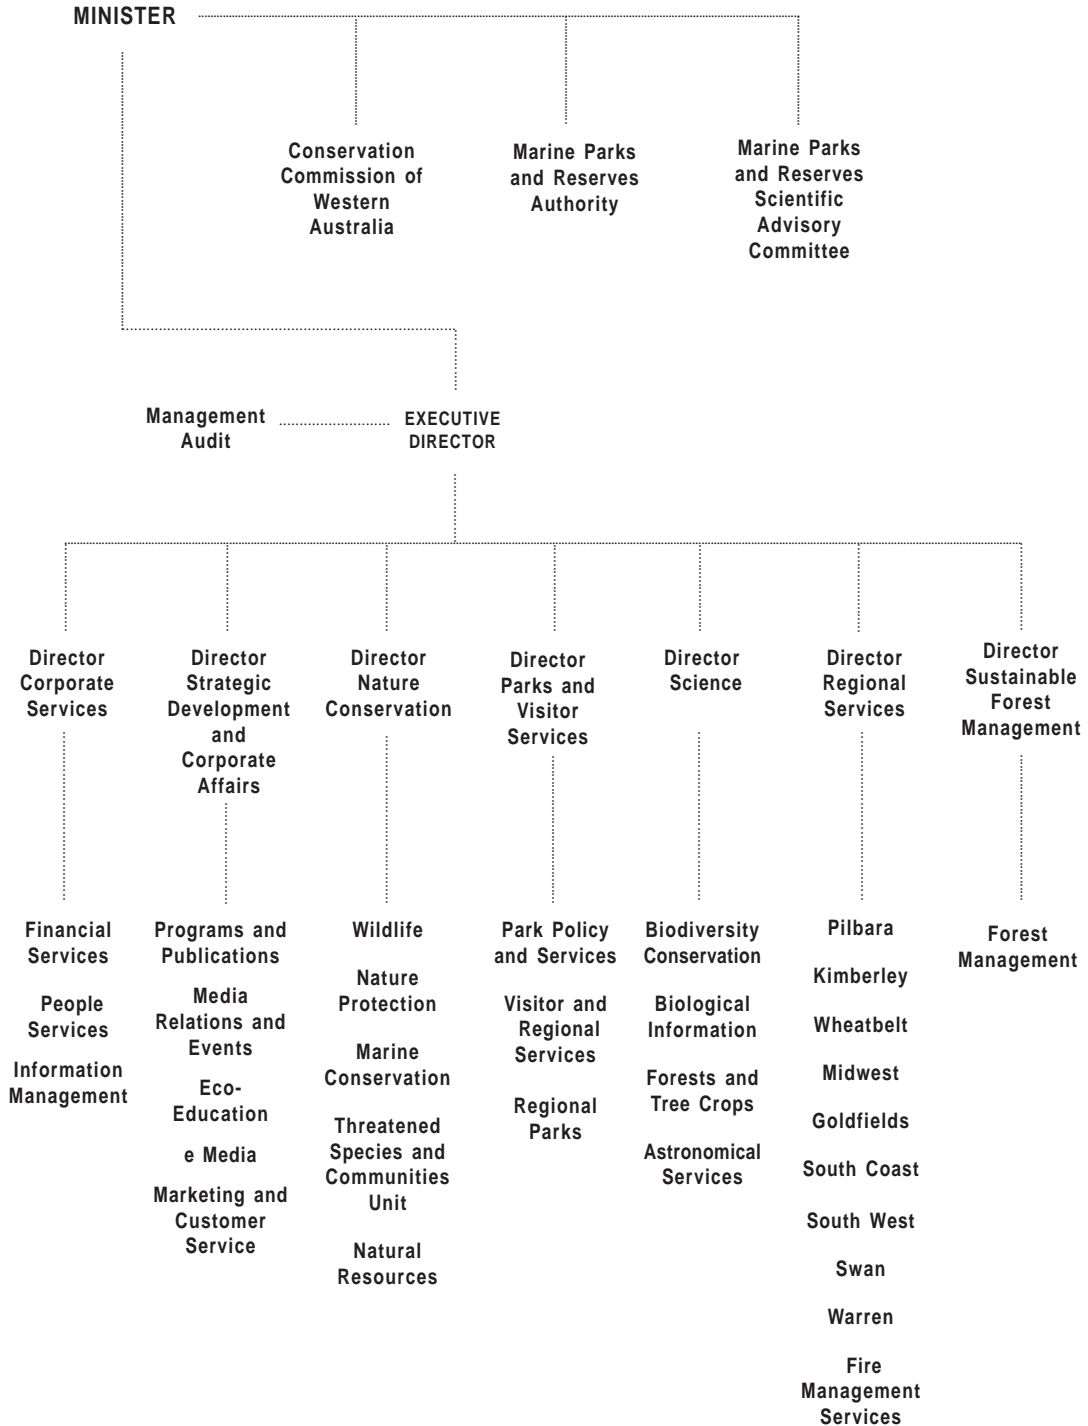 MINISTER
Conservation
Commission of
Western
Australia
Marine Parks
and Reserves
Authority
Marine Parks
and Reserves
Scientific
Advisory
Committee
Management
Audit
EXECUTIVE
DIRECTOR
Director
Corporate
Services
Director
Strategic
Development
and
Corporate
Affairs
Director
Nature
Conservation
Director
Parks and
Visitor
Services
Director
Science
Director
Regional
Services
Director
Sustainable
Forest
Management
Financial
Services
People
Services
Information
Management
Programs and
Publications
Media
Relations and
Events
Eco-
Education
e Media
Marketing and
Customer
Service
Wildlife
Nature
Protection
Marine
Conservation
Threatened
Species and
Communities
Unit
Natural
Resources
Park Policy
and Services
Visitor and
Regional
Services
Regional
Parks
Biodiversity
Conservation
Biological
Information
Forests and
Tree Crops
Astronomical
Services
Pilbara
Kimberley
Wheatbelt
Midwest
Goldfields
South Coast
South West
Swan
Warren
Fire
Management
Services
Forest
Management